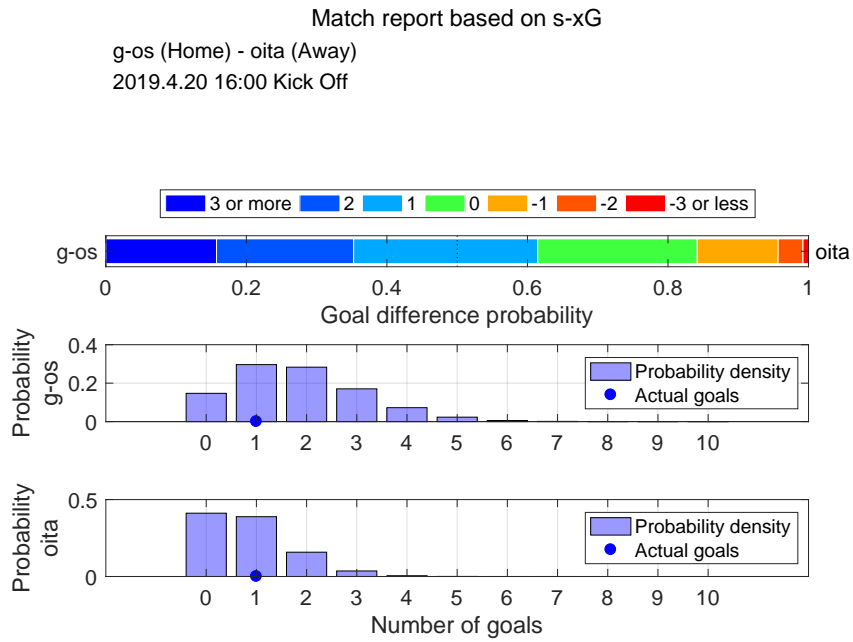 Match report based on s-xG
g-os (Home) - oita (Away)
2019.4.20 16:00 Kick Off
3 or more 2 1 0 -1 -2 -3 or less
g-os oita
0 0.2 0.4 0.6 0.8 1
Goal difference probability
Probability
g-os
0.4
0.2
0
Probability density
Actual goals
0 1 2 3 4 5 6 7 8 9 10
Probability
oita
0.5
0
Probability density
Actual goals
0 1 2 3 4 5 6 7 8 9 10
Number of goals